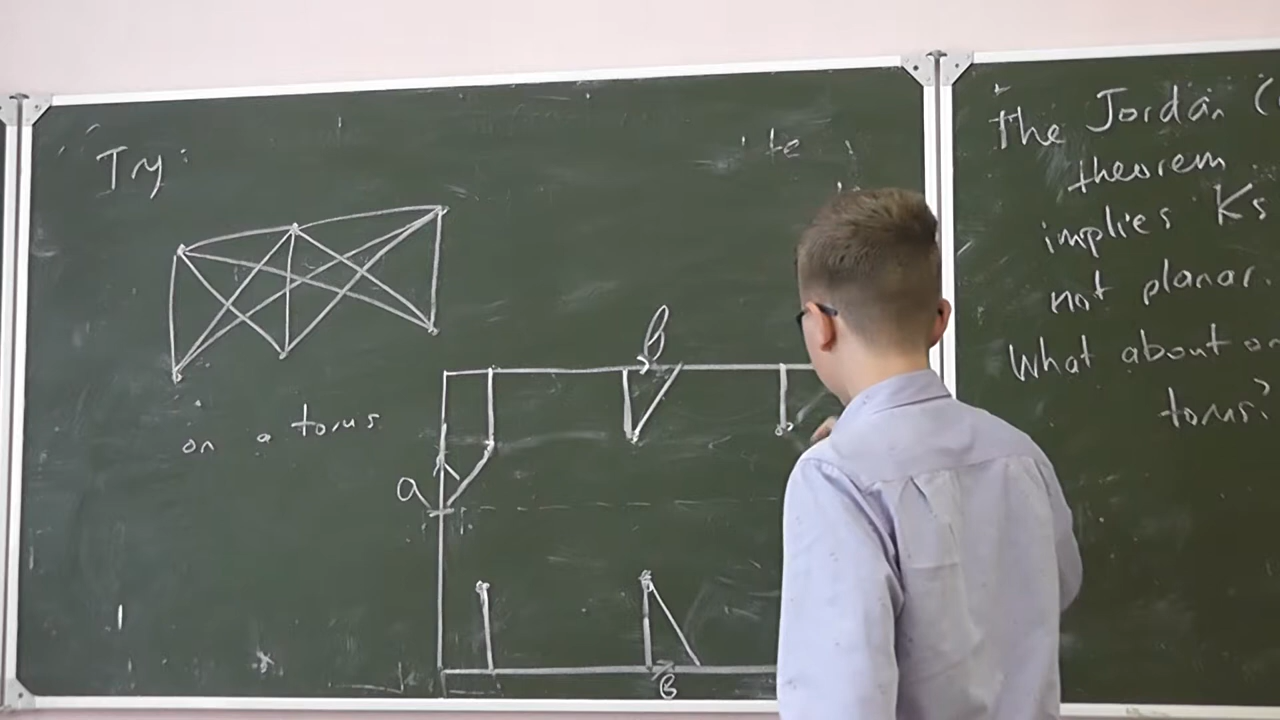 Try:
on a torus
a
B
B
The Jordan
theorem
implies K5
not planar.
What about on
torus?